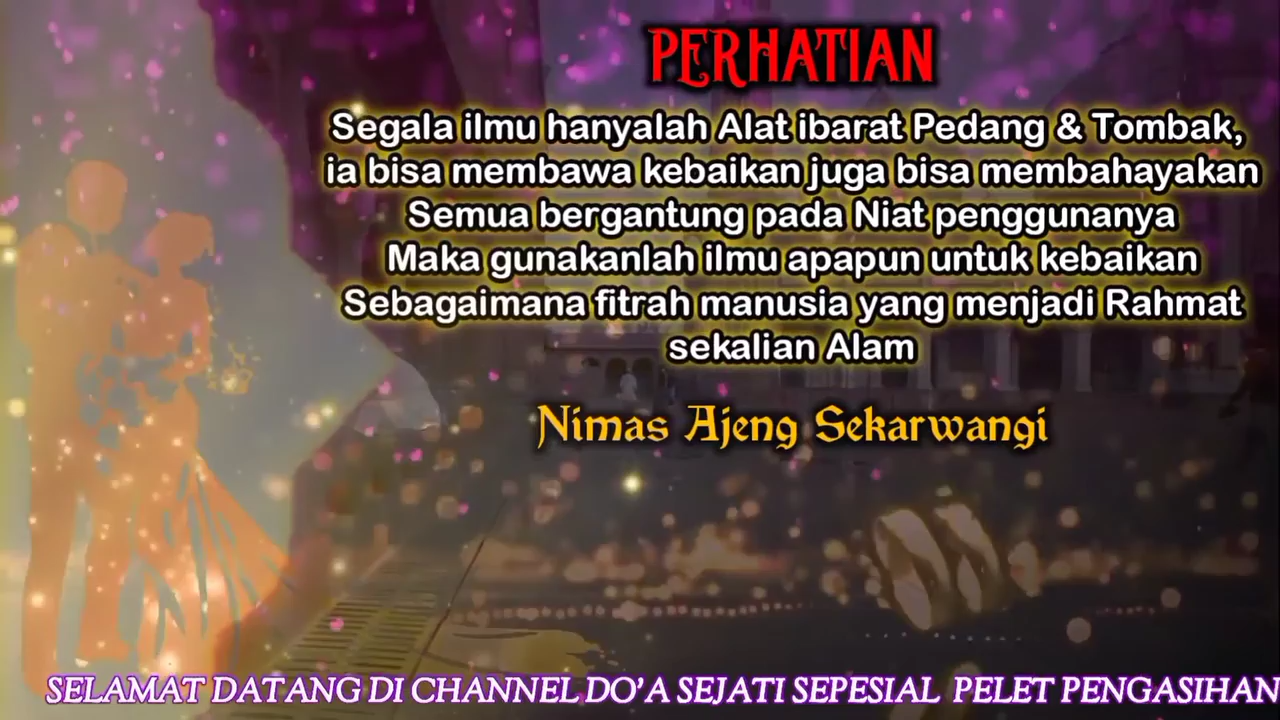 PERHATIAN
Segala ilmu hanyalah Alat ibarat Pedang & Tombak,
ia bisa membawa kebaikan juga bisa membahayakan
Semua bergantung pada Niat penggunanya
Maka gunakanlah ilmu apapun untuk kebaikan
Sebagaimana fitrah manusia yang menjadi Rahmat
sekalian Alam
Nimas Ajeng Sekarwangi
SELAMAT DATANG DI CHANNEL DO'A SEJATI SEPESIAL PELET PENGASIHAN